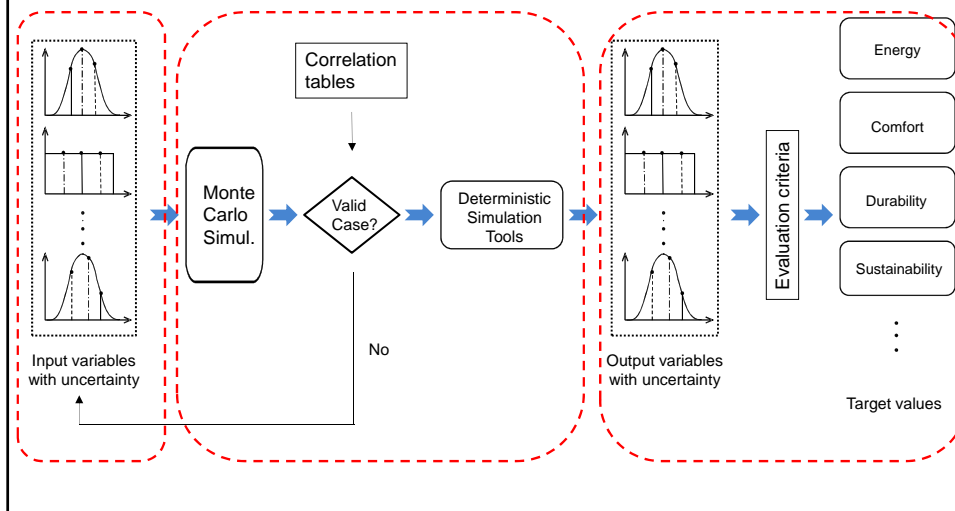 Correlation
tables
Monte
Carlo
Simul.
Valid
Case?
Deterministic
Simulation
Tools
No
Input variables
with uncertainty
Output variables
with uncertainty
Evaluation criteria
Energy
Comfort
Durability
Sustainability
Target values